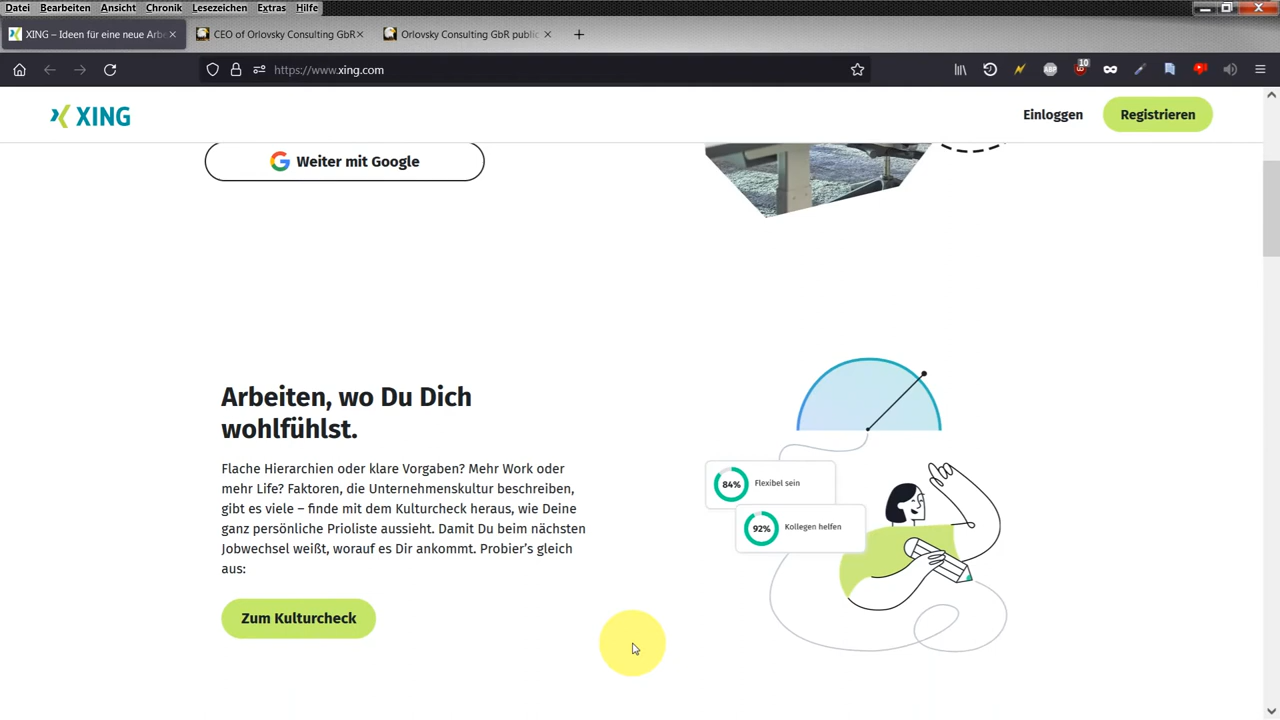 Datei Bearbeiten Ansicht Chronik Lesezeichen Extras Hilfe
XING – Ideen für eine neue Arbe
CEO of Orlovsky Consulting GbR
Orlovsky Consulting GbR public
https://www.xing.com
ABP
10
XING
Einloggen
Registrieren
Weiter mit Google
Arbeiten, wo Du Dich
wohlfühlst.
Flache Hierarchien oder klare Vorgaben? Mehr Work oder
mehr Life? Faktoren, die Unternehmenskultur beschreiben,
gibt es viele – finde mit dem Kulturcheck heraus, wie Deine
ganz persönliche Prioliste aussieht. Damit Du beim nächsten
Jobwechsel weißt, worauf es Dir ankommt. Probier’s gleich
aus:
Zum Kulturcheck
84% Flexibel sein
92% Kollegen helfen